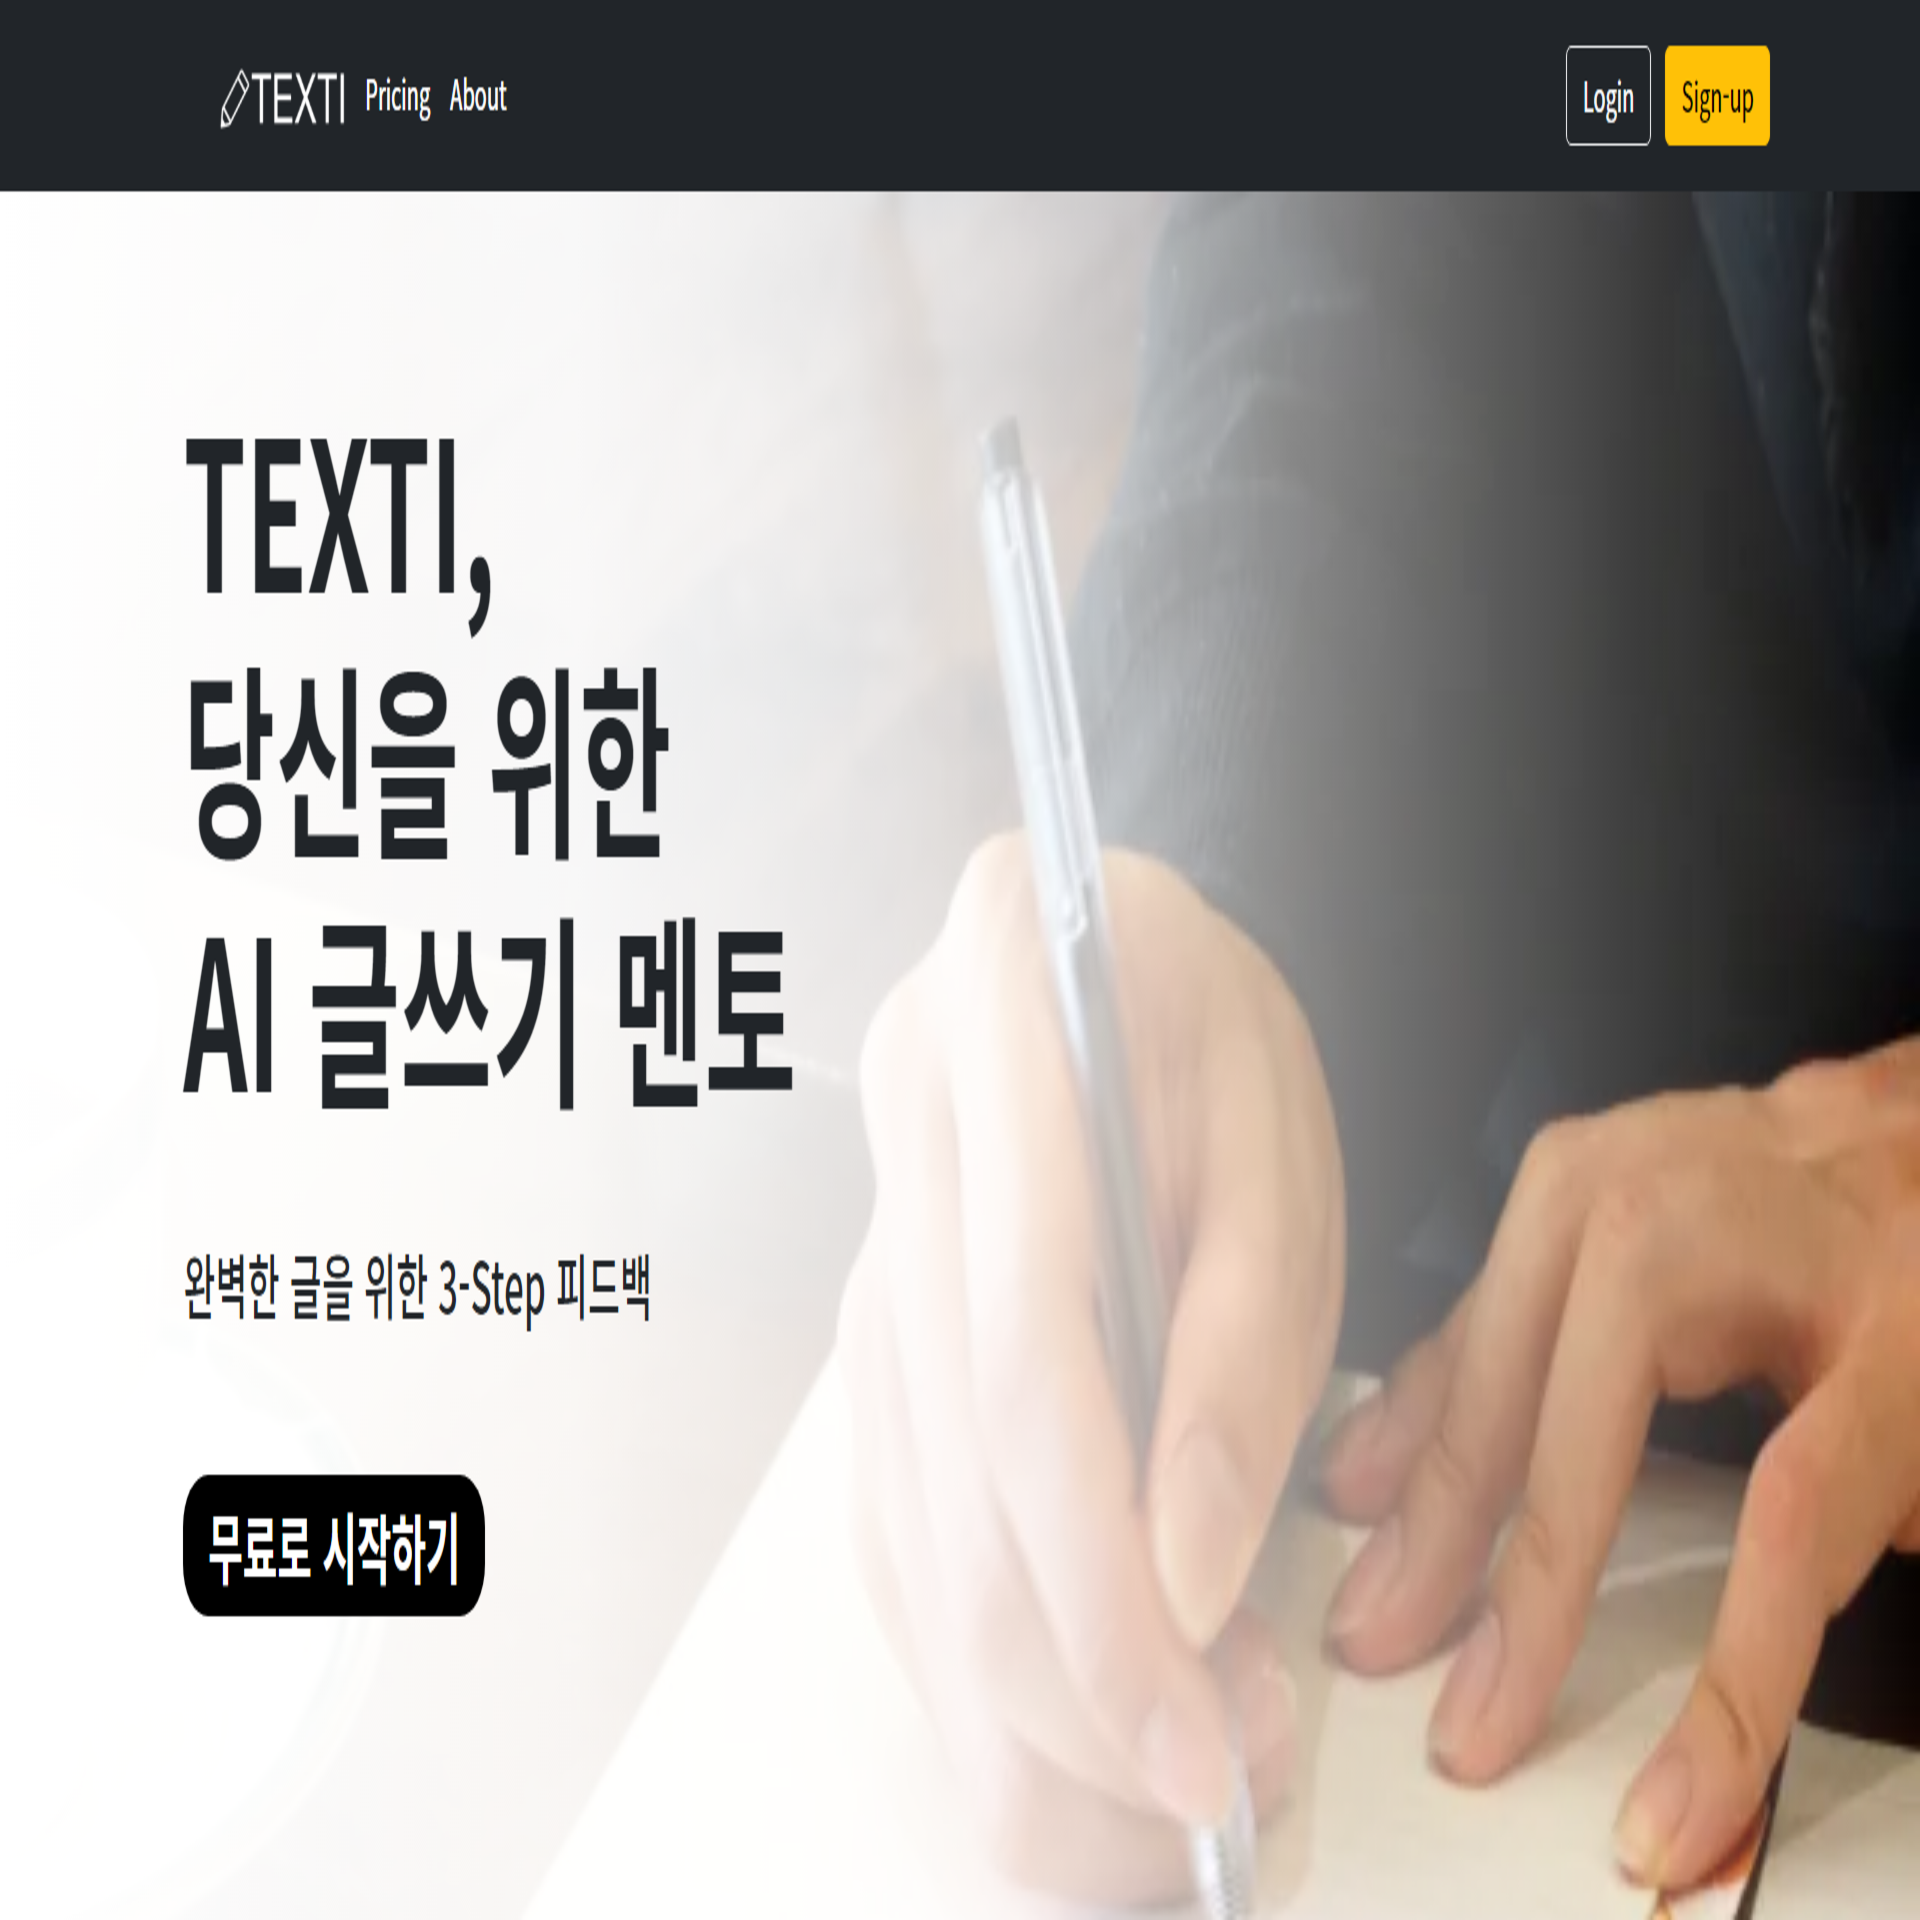 TEXTI Pricing About
Login Sign-up
TEXTI,
당신을 위한
AI 글쓰기 멘토
완벽한 글을 위한 3-Step 피드백
무료로 시작하기